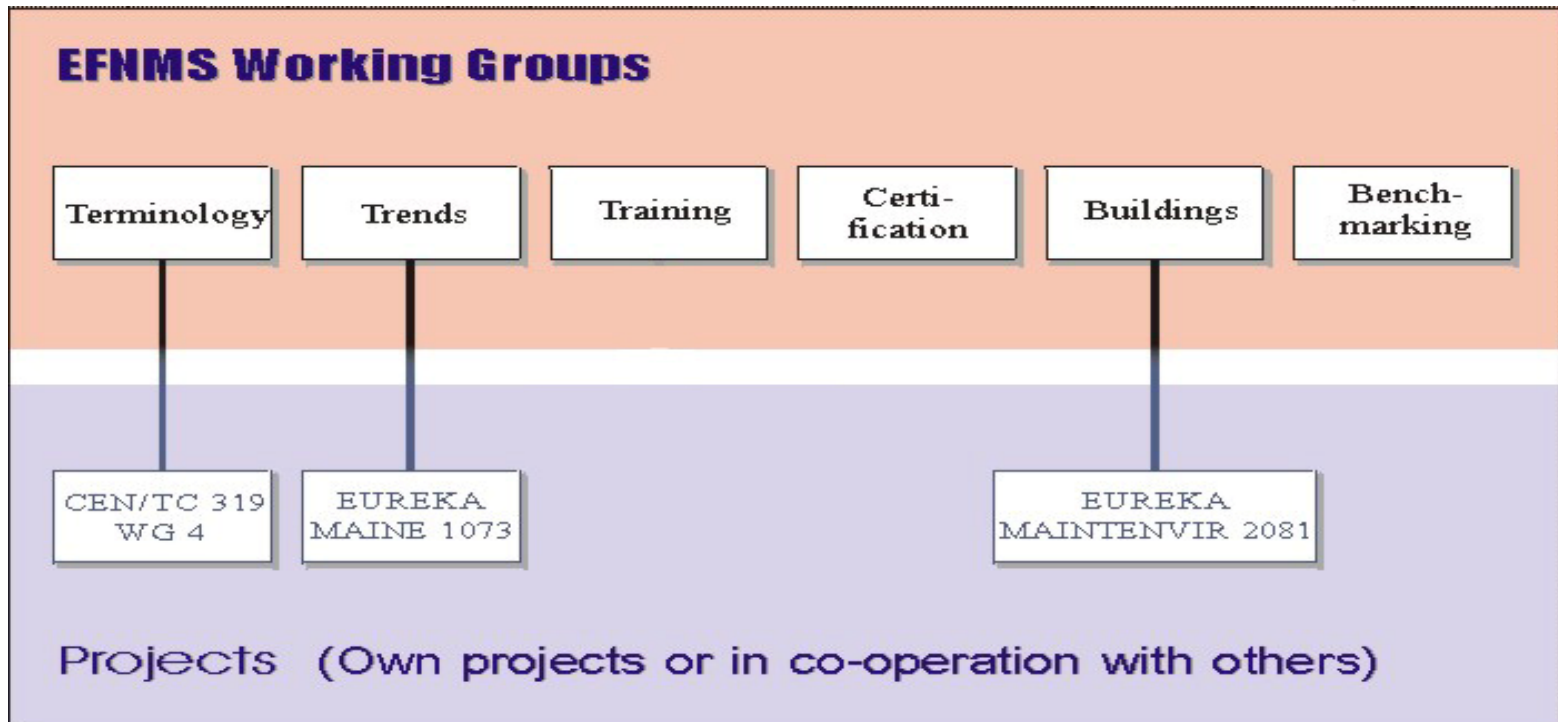 EFNMS Working Groups
Terminology
Trends
Training
Certi-
fication
Buildings
Bench-
marking
CEN/TC 319
WG 4
EUREKA
MAINE 1073
EUREKA
MAINTENVIR 2081
Projects (Own projects or in co-operation with others)